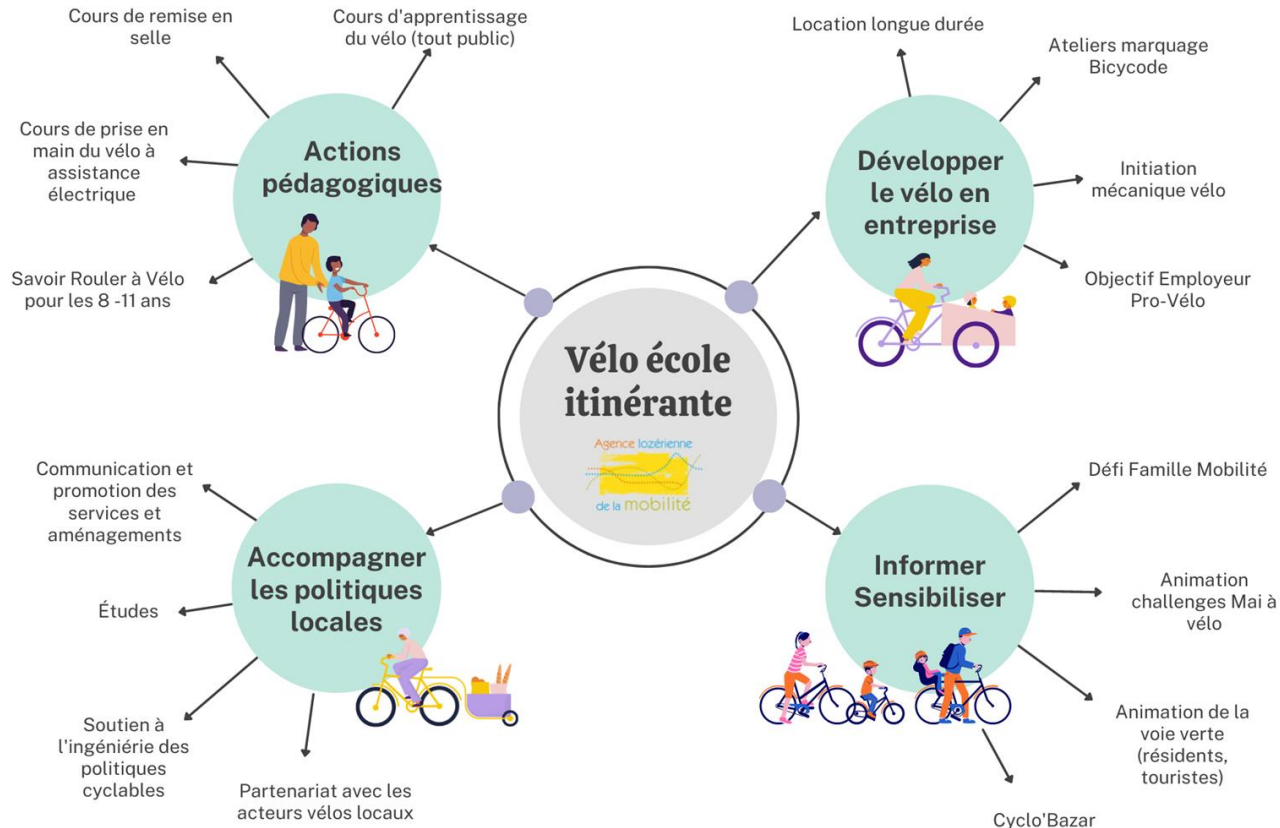 Cours de remise en
selle
Cours d'apprentissage
du vélo (tout public)
Cours de prise en
main du vélo à
assistance
électrique
Savoir Rouler à Vélo
pour les 8 -11 ans
Actions
pédagogiques
Location longue durée
Ateliers marquage
Bicycode
Initiation
mécanique vélo
Objectif Employeur
Pro-Vélo
Développer
le vélo en
entreprise
Vélo école
itinérante
Agence lozérienne
de la mobilité
Communication et
promotion des
services et
aménagements
Études
Soutien à
l'ingéniérie des
politiques
cyclables
Partenariat avec les
acteurs vélos locaux
Accompagner
les politiques
locales
Informer
Sensibiliser
Défi Famille Mobilité
Animation
challenges Mai à
vélo
Animation de la
voie verte
(résidents,
touristes)
Cyclo'Bazar